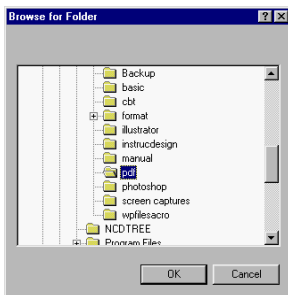 Browse for Folder
Backup
basic
cbt
format
illustrator
instrucdesign
manual
pdf
photoshop
screen captures
wpfilesacro
NCDTREE
Program Files
OK Cancel